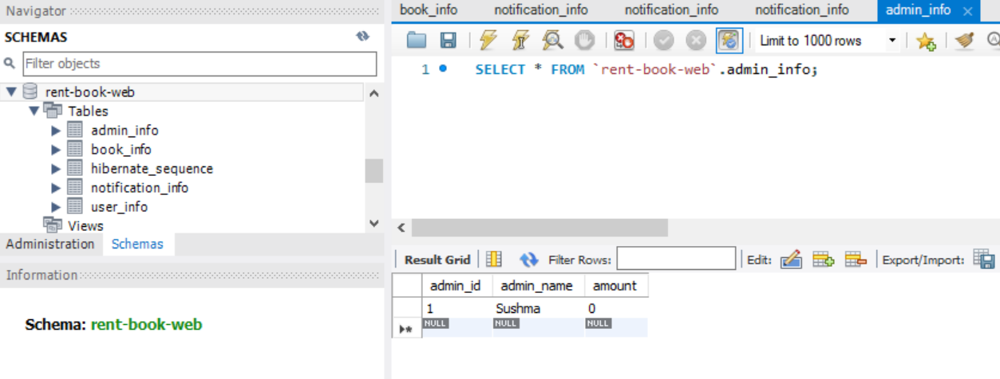 Navigator
SCHEMAS
Filter objects
rent-book-web
Tables
admin_info
book_info
hibernate_sequence
notification_info
user_info
Views
Administration Schemas
Information
Schema: rent-book-web
book_info notification_info notification_info notification_info admin_info
Limit to 1000 rows
1 SELECT * FROM `rent-book-web`.admin_info;
Result Grid Filter Rows: Edit: Export/Import:
admin_id admin_name amount
1 Sushma 0
NULL NULL NULL